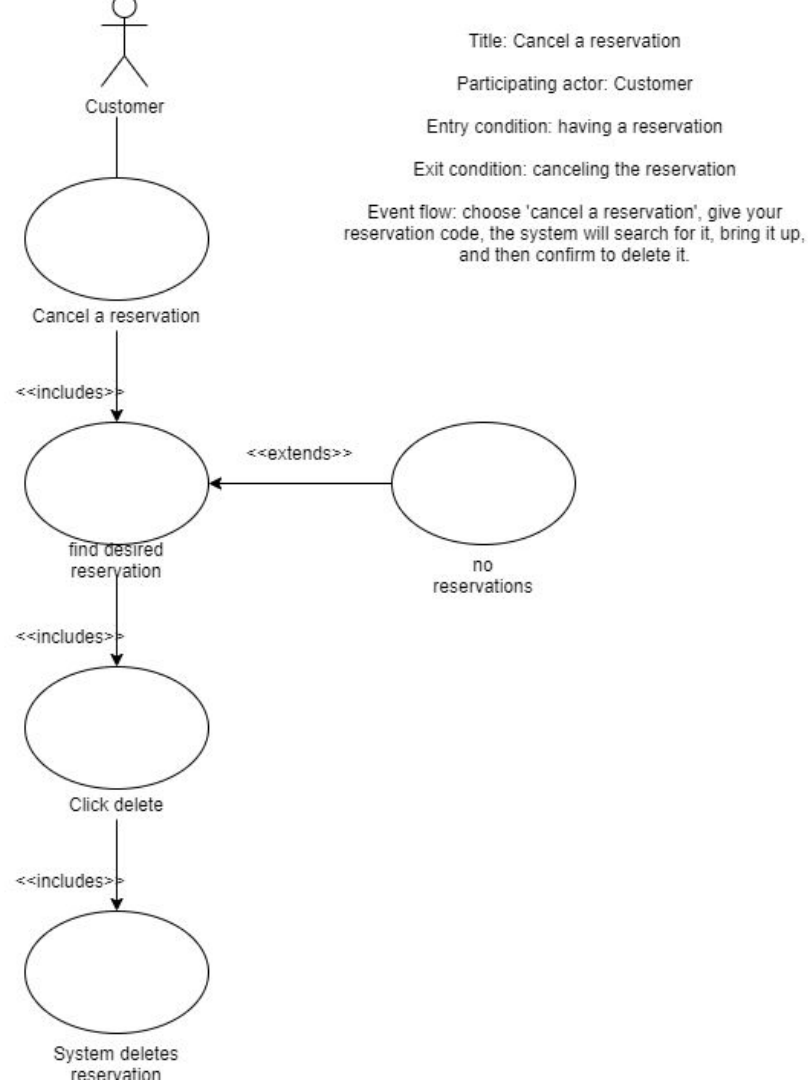 Customer
Title: Cancel a reservation
Participating actor: Customer
Entry condition: having a reservation
Exit condition: canceling the reservation
Event flow: choose 'cancel a reservation', give your
reservation code, the system will search for it, bring it up,
and then confirm to delete it.
Cancel a reservation
<<includes>>
<<extends>>
find desired
reservation
no
reservations
<<includes>>
Click delete
<<includes>>
System deletes
reservation